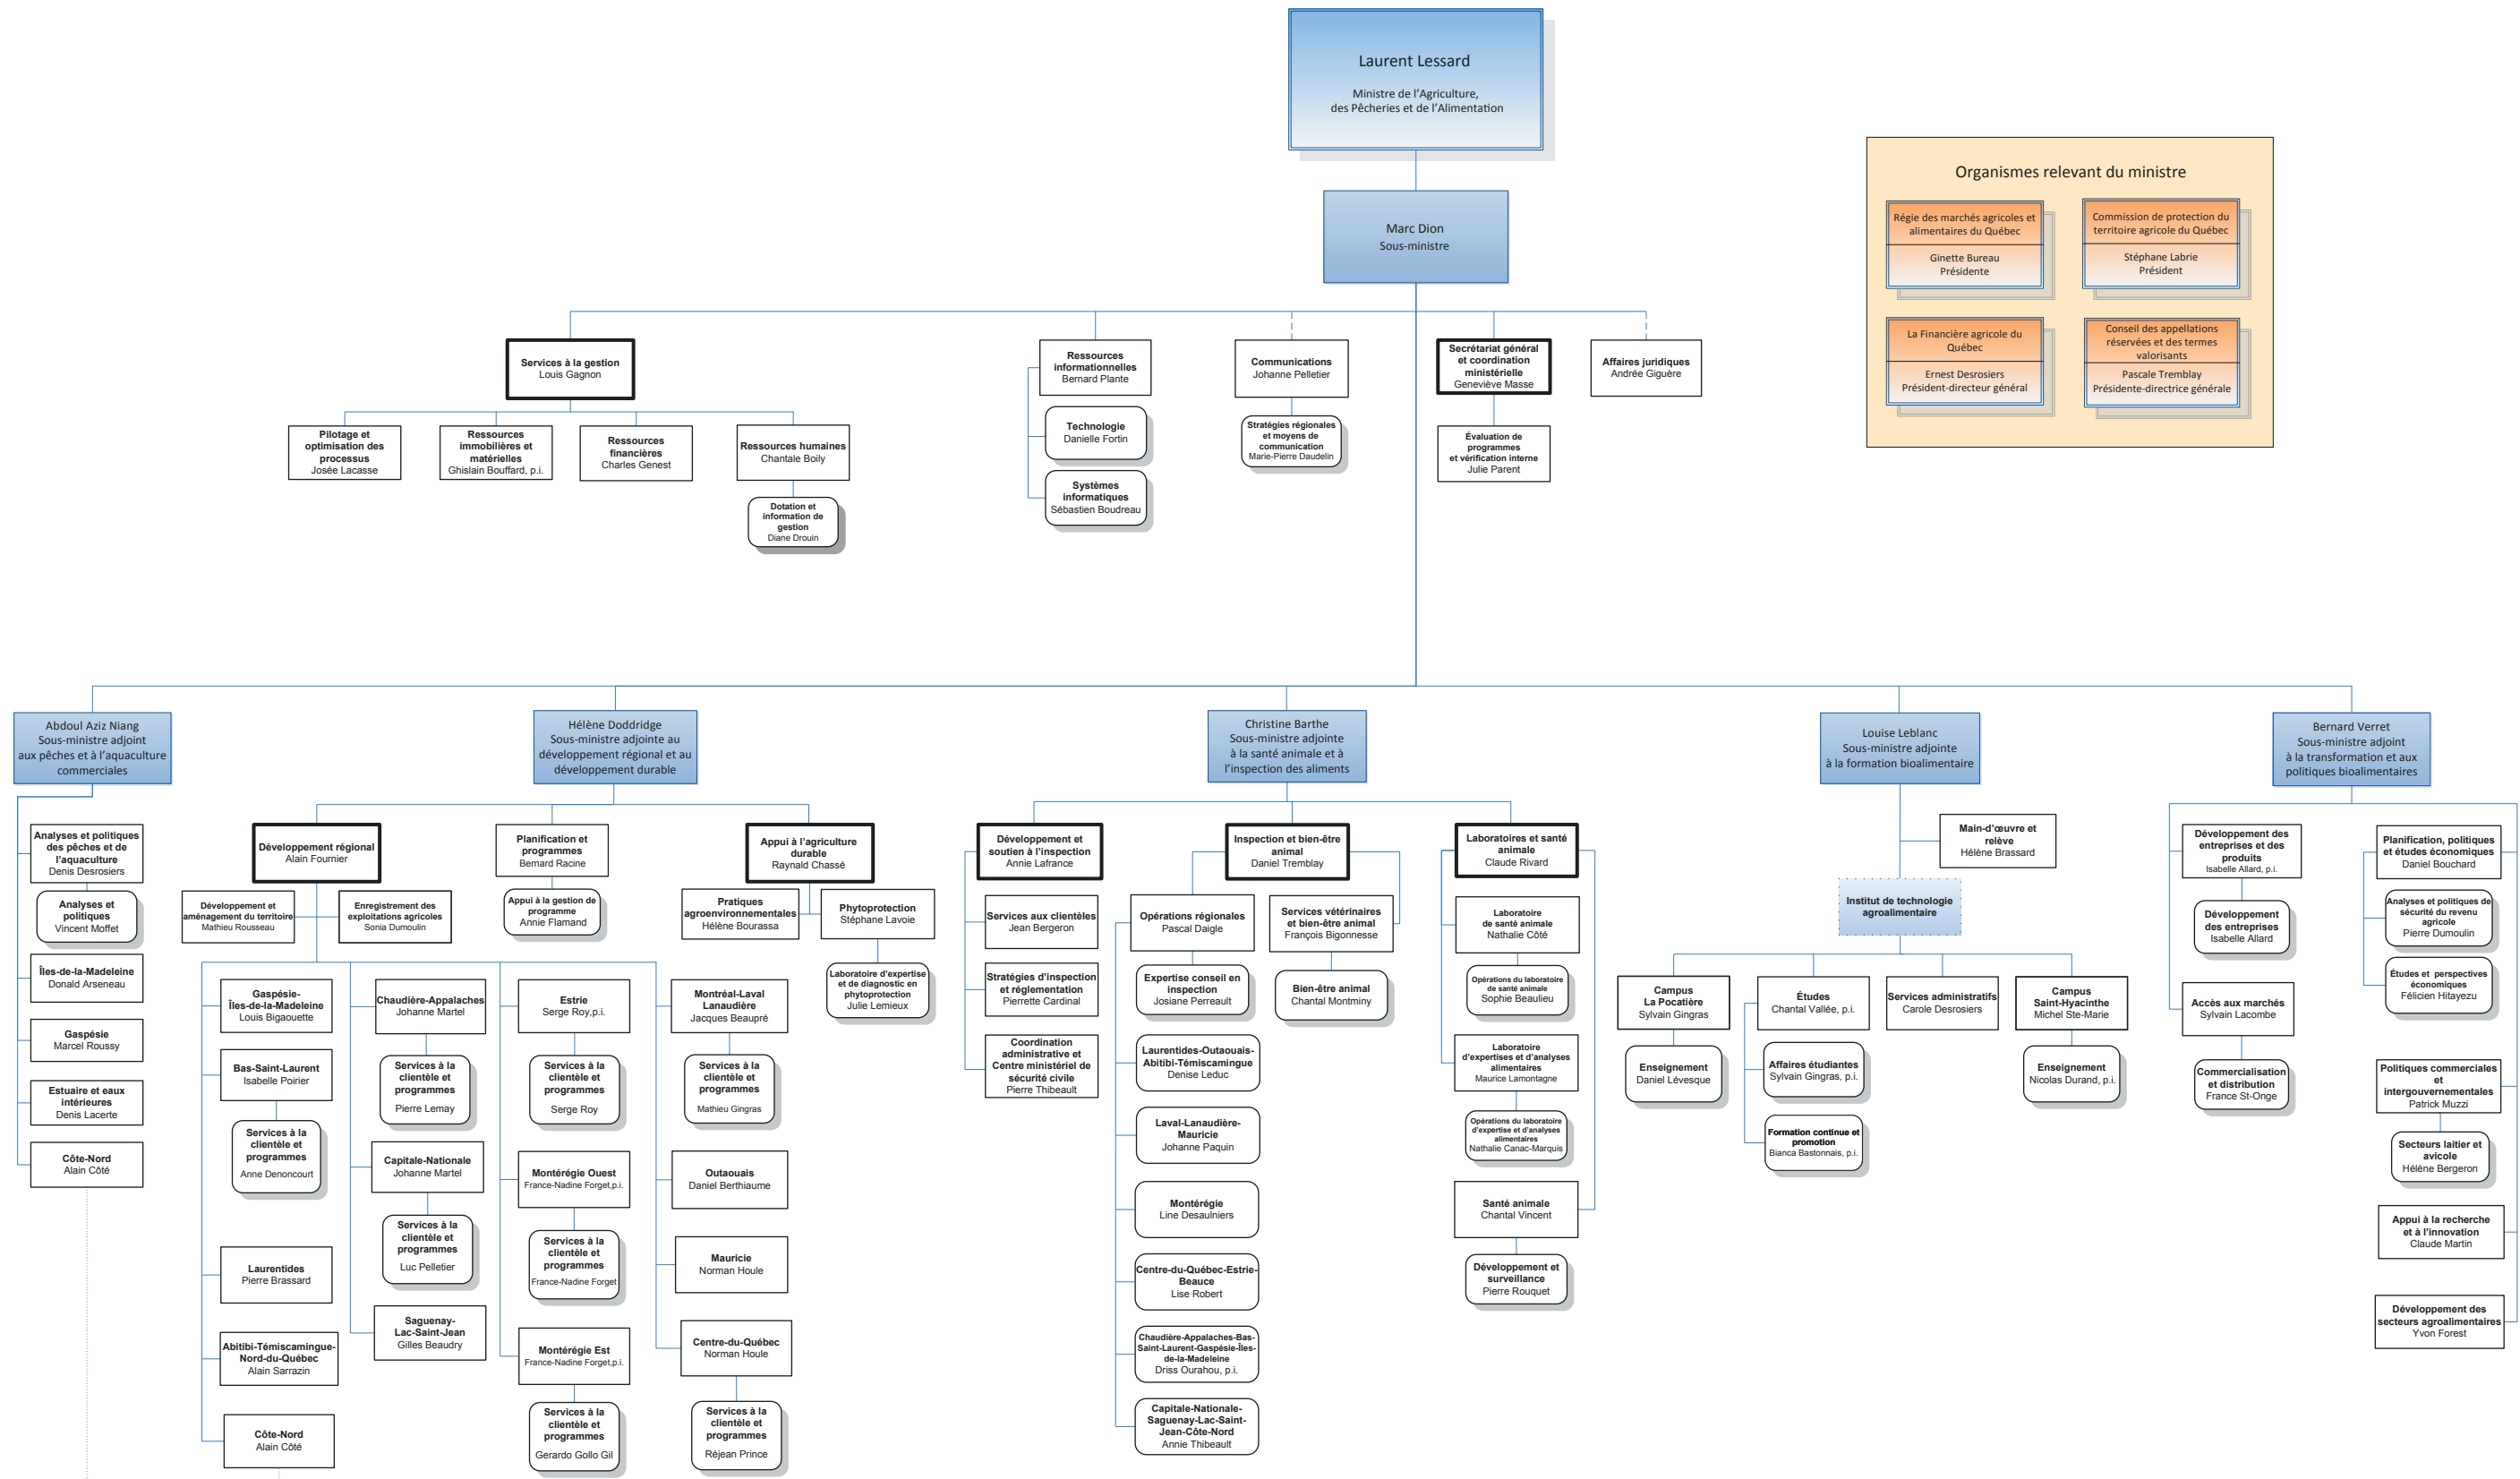 Laurent Lessard
Ministre de l'Agriculture,
des Pêcheries et de l'Alimentation
Marc Dion
Sous-ministre
Organismes relevant du ministre
Régie des marchés agricoles et
alimentaires du Québec
Ginette Bureau
Présidente
Commission de protection du
territoire agricole du Québec
Stéphane Labrie
Président
La Financière agricole du
Québec
Ernest Desrosiers
Président-directeur général
Conseil des appellations
réservées et des termes
valorisants
Pascale Tremblay
Présidente-directrice générale
Services à la gestion
Louis Gagnon
Ressources
informationnelles
Bernard Plante
Communications
Johanne Pelletier
Secrétariat général
et coordination
ministérielle
Geneviève Masse
Affaires juridiques
Andrée Giguère
Pilotage et
optimisation des
processus
Josée Lacasse
Ressources
immobilières et
matérielles
Ghislain Bouffard, p.i.
Ressources
financières
Charles Genest
Ressources humaines
Chantale Boily
Dotation et
information de
gestion
Diane Drouin
Technologie
Danielle Fortin
Systèmes
informatiques
Sébastien Boudreau
Stratégies régionales
et moyens de
communication
Marie-Pierre Daudelin
Évaluation de
programmes
et vérification interne
Julie Parent
Abdoul Aziz Niang
Sous-ministre adjoint
aux pêches et à l'aquaculture
commerciales
Hélène Doddridge
Sous-ministre adjointe au
développement régional et au
développement durable
Christine Barthe
Sous-ministre adjointe
à la santé animale et à
l'inspection des aliments
Louise Leblanc
Sous-ministre adjointe
à la formation bioalimentaire
Bernard Verret
Sous-ministre adjoint
à la transformation et aux
politiques bioalimentaires
Analyses et politiques
des pêches et de
l'aquaculture
Denis Desrosiers
Analyses et
politiques
Vincent Moffet
Îles-de-la-Madeleine
Donald Arseneau
Gaspésie
Marcel Roussy
Estuaire et eaux
intérieures
Denis Lacerte
Côte-Nord
Alain Côté
Développement régional
Alain Fournier
Développement et
aménagement du territoire
Mathieu Rousseau
Enregistrement des
exploitations agricoles
Sonia Dumoulin
Planification et
programmes
Bernard Racine
Appui à la gestion de
programme
Annie Flamand
Appui à l'agriculture
durable
Raynald Chassé
Pratiques
agroenvironnementales
Hélène Bourassa
Phytoprotection
Stéphane Lavoie
Laboratoire d'expertise
et de diagnostic en
phytoprotection
Julie Lemieux
Gaspésie-
Îles-de-la-Madeleine
Louis Bigaouette
Bas-Saint-Laurent
Isabelle Poirier
Services à la
clientèle et
programmes
Anne Denoncourt
Laurentides
Pierre Brassard
Abitibi-Témiscamingue-
Nord-du-Québec
Alain Sarrazin
Côte-Nord
Alain Côté
Chaudière-Appalaches
Johanne Martel
Services à la
clientèle et
programmes
Pierre Lemay
Capitale-Nationale
Johanne Martel
Services à la
clientèle et
programmes
Luc Pelletier
Saguenay-
Lac-Saint-Jean
Gilles Beaudry
Estrie
Serge Roy,p.i.
Services à la
clientèle et
programmes
Serge Roy
Montérégie Ouest
France-Nadine Forget,p.i.
Services à la
clientèle et
programmes
France-Nadine Forget
Montérégie Est
France-Nadine Forget,p.i.
Services à la
clientèle et
programmes
Gerardo Gollo Gil
Montréal-Laval
Lanaudière
Jacques Beaupré
Services à la
clientèle et
programmes
Mathieu Gingras
Outaouais
Daniel Berthiaume
Mauricie
Norman Houle
Centre-du-Québec
Norman Houle
Services à la
clientèle et
programmes
Réjean Prince
Développement et
soutien à l'inspection
Annie Lafrance
Services aux clientèles
Jean Bergeron
Stratégies d'inspection
et réglementation
Pierrette Cardinal
Coordination
administrative et
Centre ministériel de
sécurité civile
Pierre Thibeault
Inspection et bien-être
animal
Daniel Tremblay
Opérations régionales
Pascal Daigle
Expertise conseil en
inspection
Josiane Perreault
Laurentides-Outaouais-
Abitibi-Témiscamingue
Denise Leduc
Laval-Lanaudière-
Mauricie
Johanne Paquin
Montérégie
Line Desaulniers
Centre-du-Québec-Estrie-
Beauce
Lise Robert
Chaudière-Appalaches-Bas-
Saint-Laurent-Gaspésie-Îles-
de-la-Madeleine
Driss Ourahou, p.i.
Capitale-Nationale-
Saguenay-Lac-Saint-
Jean-Côte-Nord
Annie Thibeault
Services vétérinaires
et bien-être animal
François Bigonnesse
Bien-être animal
Chantal Montminy
Laboratoires et santé
animale
Claude Rivard
Laboratoire
de santé animale
Nathalie Côté
Opérations du laboratoire
de santé animale
Sophie Beaulieu
Laboratoire
d'expertises et d'analyses
alimentaires
Maurice Lamontagne
Opérations du laboratoire
d'expertise et d'analyses
alimentaires
Nathalie Canac-Marquis
Santé animale
Chantal Vincent
Développement et
surveillance
Pierre Rouquet
Main-d'œuvre et
relève
Hélène Brassard
Institut de technologie
agroalimentaire
Campus
La Pocatière
Sylvain Gingras
Enseignement
Daniel Lévesque
Études
Chantal Vallée, p.i.
Affaires étudiantes
Sylvain Gingras, p.i.
Formation continue et
promotion
Bianca Bastonnais, p.i.
Services administratifs
Carole Desrosiers
Campus
Saint-Hyacinthe
Michel Ste-Marie
Enseignement
Nicolas Durand, p.i.
Développement des
entreprises et des
produits
Isabelle Allard, p.i.
Développement
des entreprises
Isabelle Allard
Accès aux marchés
Sylvain Lacombe
Commercialisation
et distribution
France St-Onge
Planification, politiques
et études économiques
Daniel Bouchard
Analyses et politiques de
sécurité du revenu
agricole
Pierre Dumoulin
Études et perspectives
économiques
Félicien Hitayezu
Politiques commerciales
et
intergouvernementales
Patrick Muzzi
Secteurs laitier et
avicole
Hélène Bergeron
Appui à la recherche
et à l'innovation
Claude Martin
Développement des
secteurs agroalimentaires
Yvon Forest